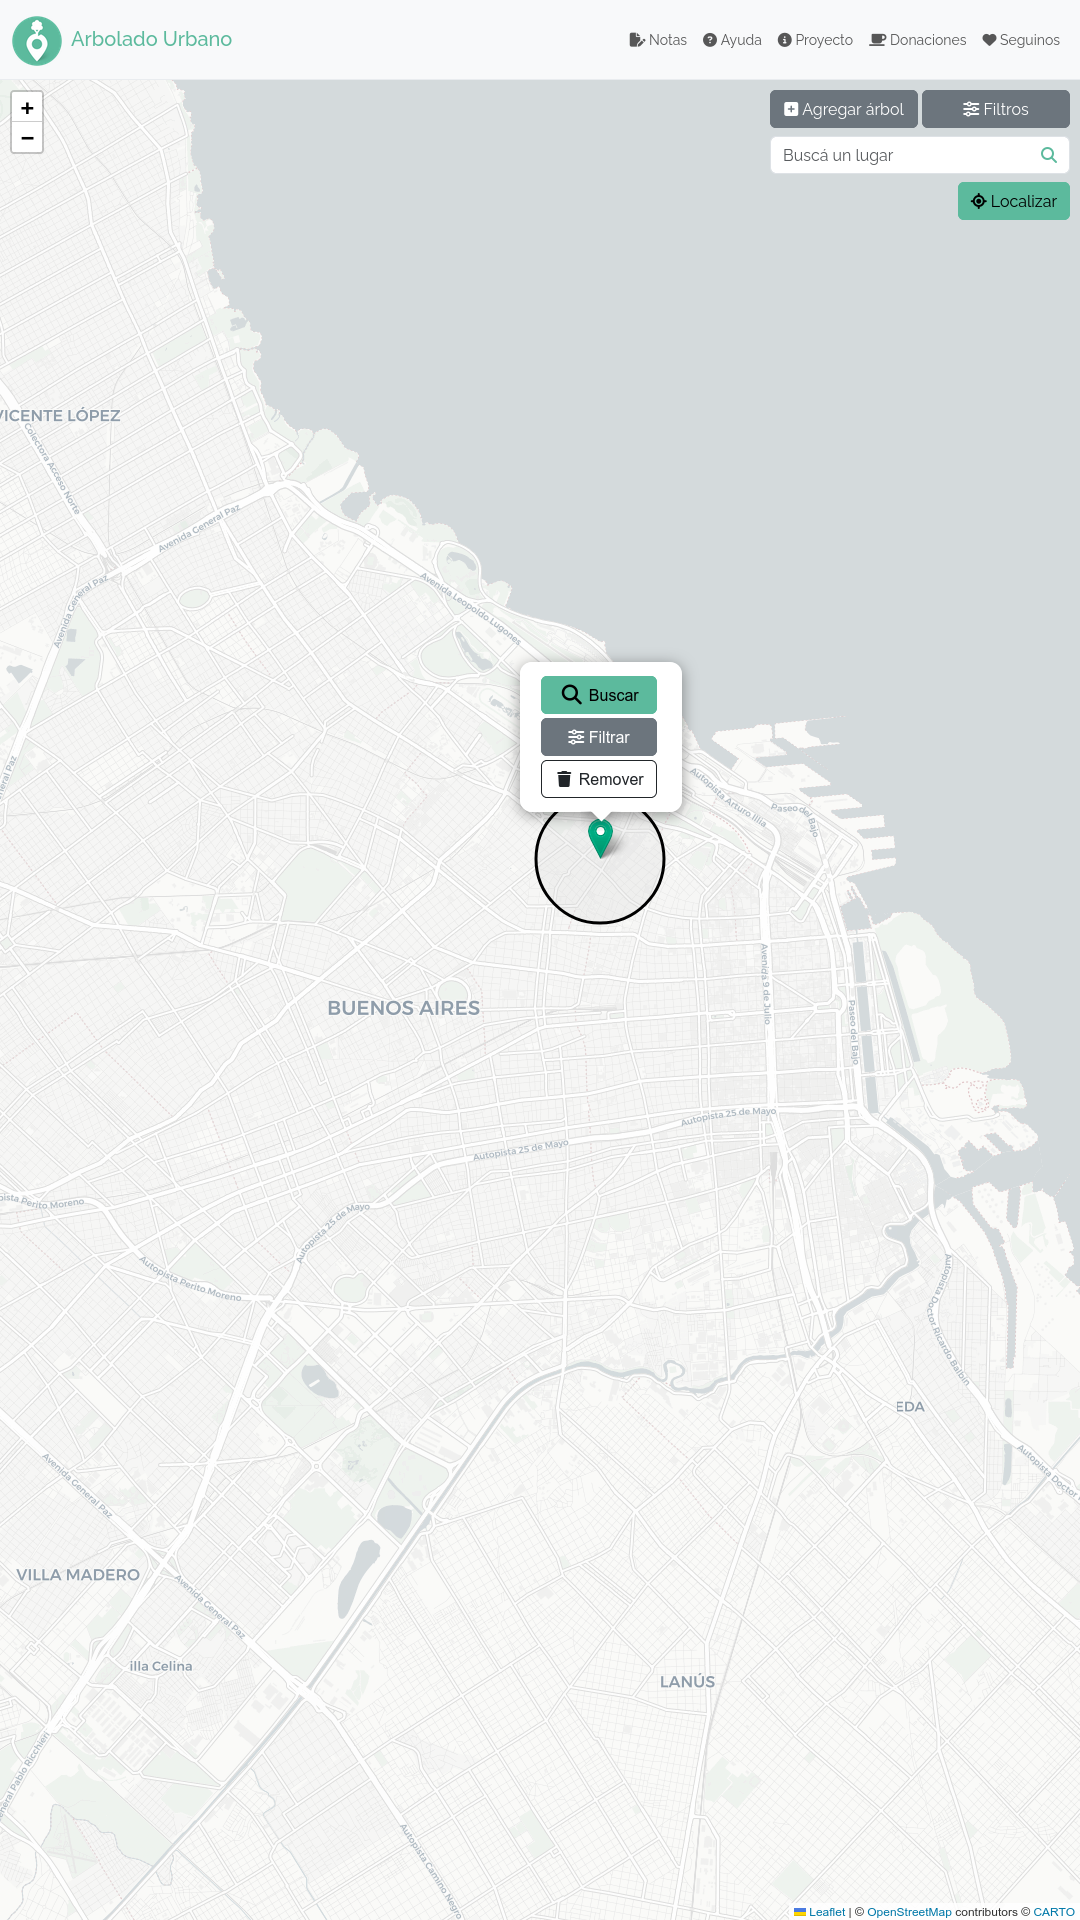 Arbolado Urbano
Notas
Ayuda
Proyecto
Donaciones
Seguinos
+
−
Agregar árbol
Filtros
Buscá un lugar
Localizar
VICENTE LÓPEZ
Colectora Acceso Norte
Avenida General Paz
Avenida General Paz
Avenida Leopoldo Lugones
Buscar
Filtrar
Remover
eneral Paz
Autopista Arturo Illia
Paseo del Bajo
Avenida 9 de Julio
BUENOS AIRES
Paseo del Bajo
Autopista 25 de Mayo
Autopista 25 de Mayo
pista Perito Moreno
Autopista 25 de Mayo
Autopista Perito Moreno
Autopista Doctor Ricardo Balbín
EDA
Avenida General Paz
Autopista Doctor
VILLA MADERO
Avenida General Paz
illa Celina
LANÚS
eneral Pablo Riccheri
Autopista Camino Negro
Leaflet | © OpenStreetMap contributors © CARTO